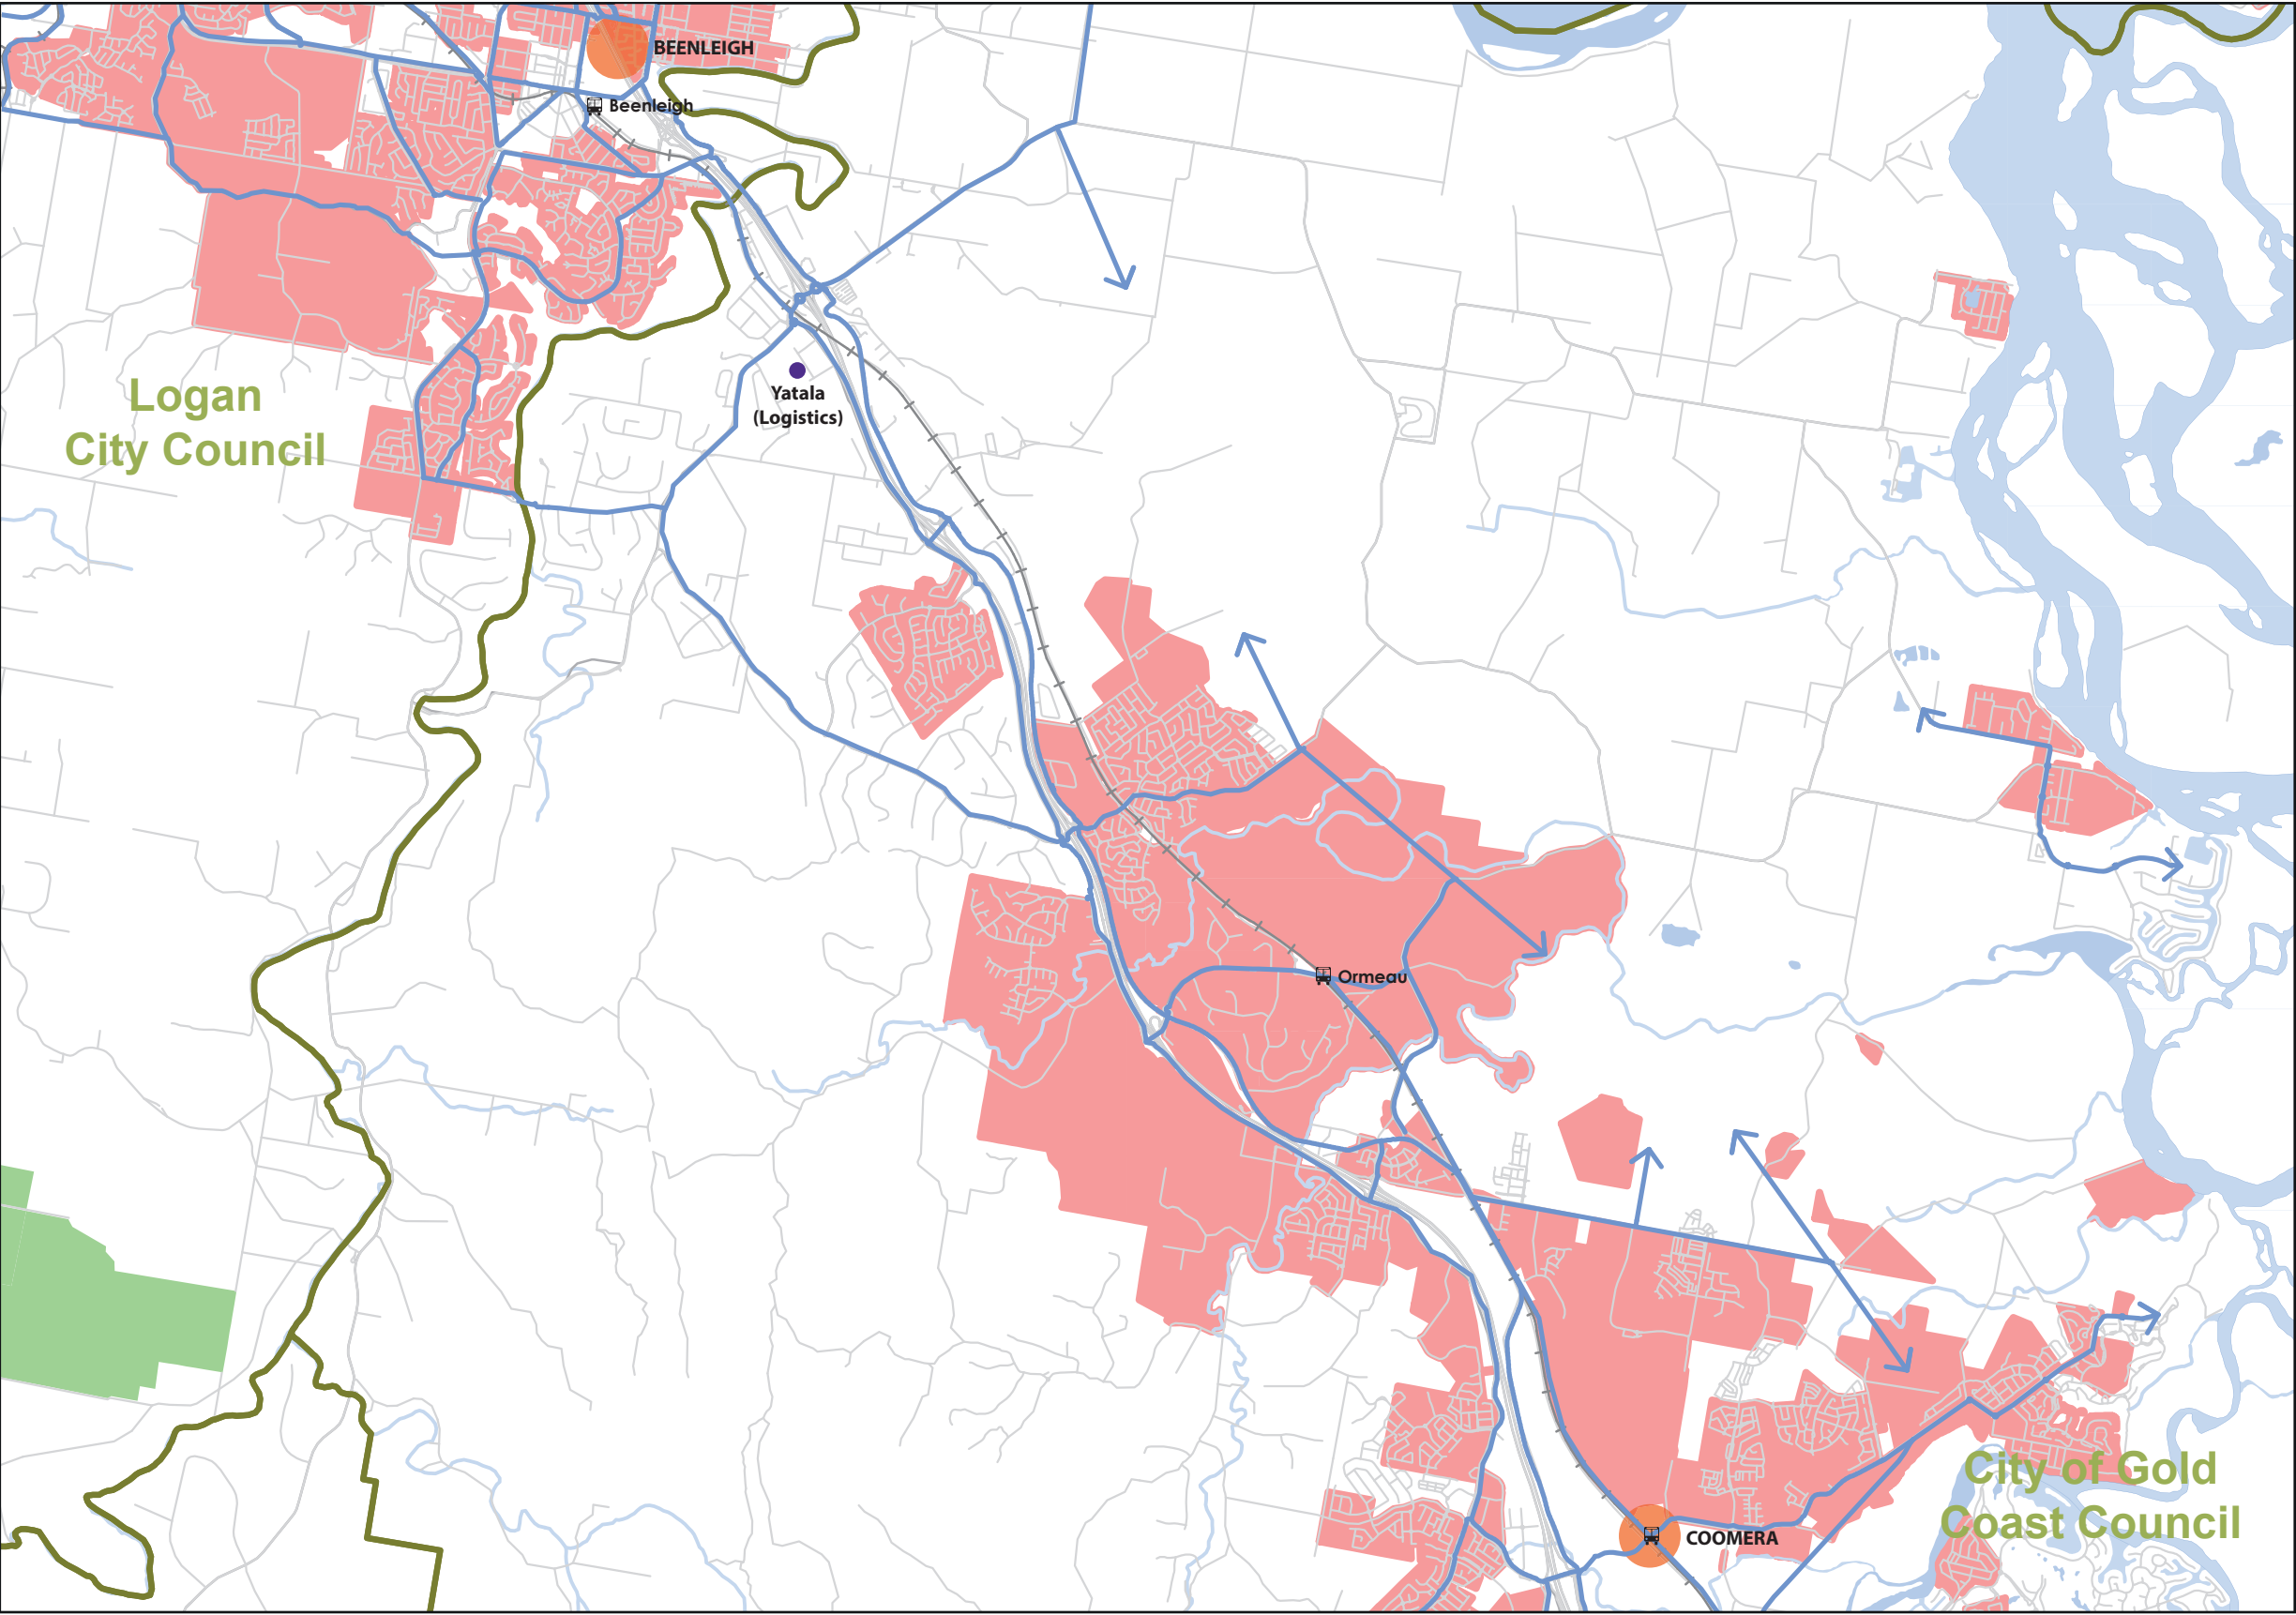 BEENLEIGH
Beenleigh
Yatala
(Logistics)
Logan
City Council
Ormeau
City of Gold
Coast Council
COOMERA